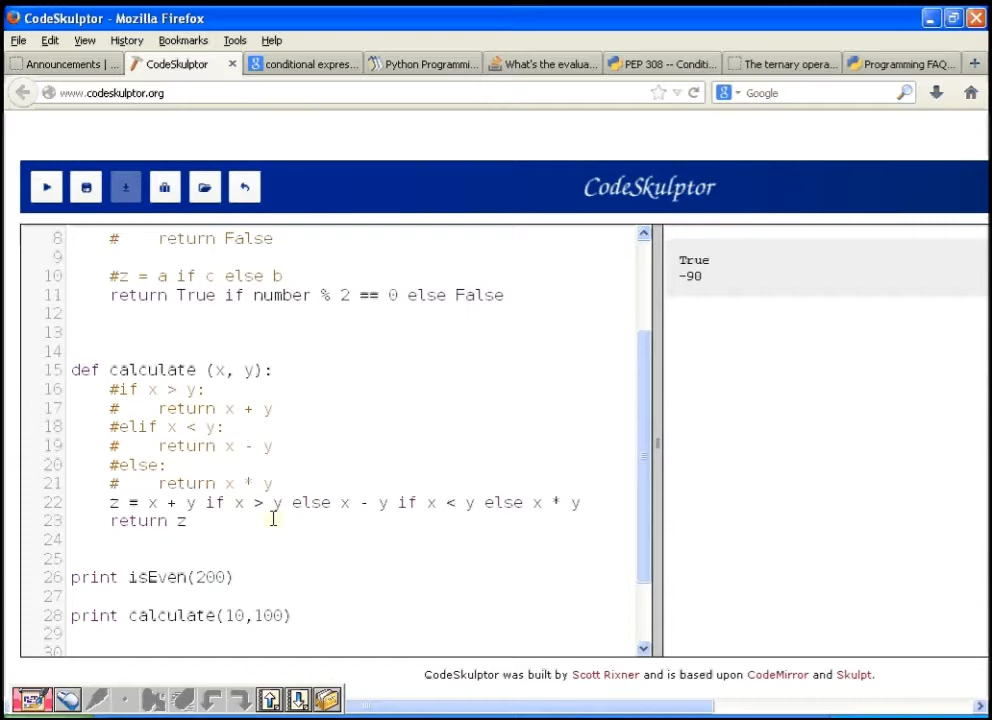 CodeSkulptor - Mozilla Firefox
File Edit View History Bookmarks Tools Help
Announcements | ... CodeSkulptor conditional expres... Python Programmi... What's the evalua... PEP 308 -- Conditi... The ternary opera... Programming FAQ...
www.codeskulptor.org Google
CodeSkulptor
8 # return False
9
10 #z = a if c else b
11 return True if number % 2 == 0 else False
12
13
14
15 def calculate (x, y):
16 #if x > y:
17 # return x + y
18 #elif x < y:
19 # return x - y
20 #else:
21 # return x * y
22 z = x + y if x > y else x - y if x < y else x * y
23 return z
24
25
26 print isEven(200)
27
28 print calculate(10,100)
29
30
True
-90
CodeSkulptor was built by Scott Rixner and is based upon CodeMirror and Skulpt.